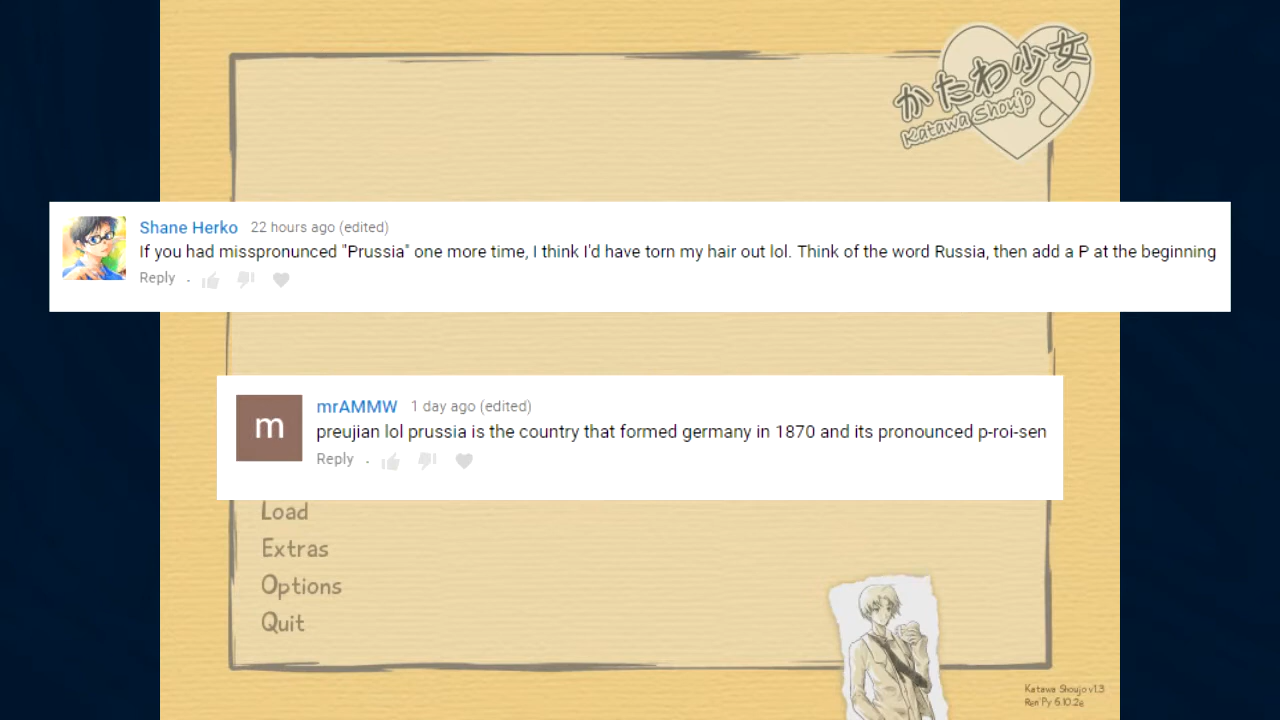 かたわ少女
Katawa Shoujo
Shane Herko 22 hours ago (edited)
If you had misspronunced "Prussia" one more time, I think I'd have torn my hair out lol. Think of the word Russia, then add a P at the beginning
Reply .
m
mrAMMW 1 day ago (edited)
preujian lol prussia is the country that formed germany in 1870 and its pronounced p-roi-sen
Reply .
Load
Extras
Options
Quit
Katawa Shoujo v1.3
Ren'Py 6.10.2e